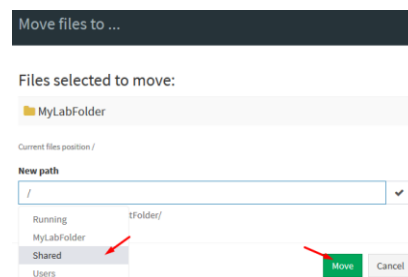 Move files to ...
Files selected to move:
MyLabFolder
Current files position /
New path
/
Running
tFolder/
MyLabFolder
Shared
Users
Move Cancel